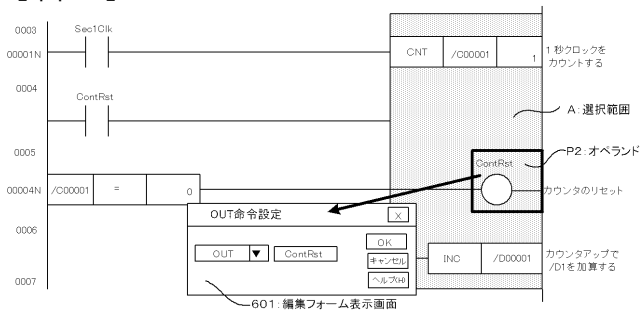 0003
Sec1Clk
00001N
CNT
/C00001
1
1秒クロックを
カウントする
0004
ContRst
A:選択範囲
0005
P2:オペランド
ContRst
00004N
/C00001
=
0
カウンタのリセット
OUT命令設定
X
0006
OUT
▼
ContRst
OK
キャンセル
ヘルプ(H)
INC
/D00001
カウンタアップで
/D1を加算する
0007
601:編集フォーム表示画面